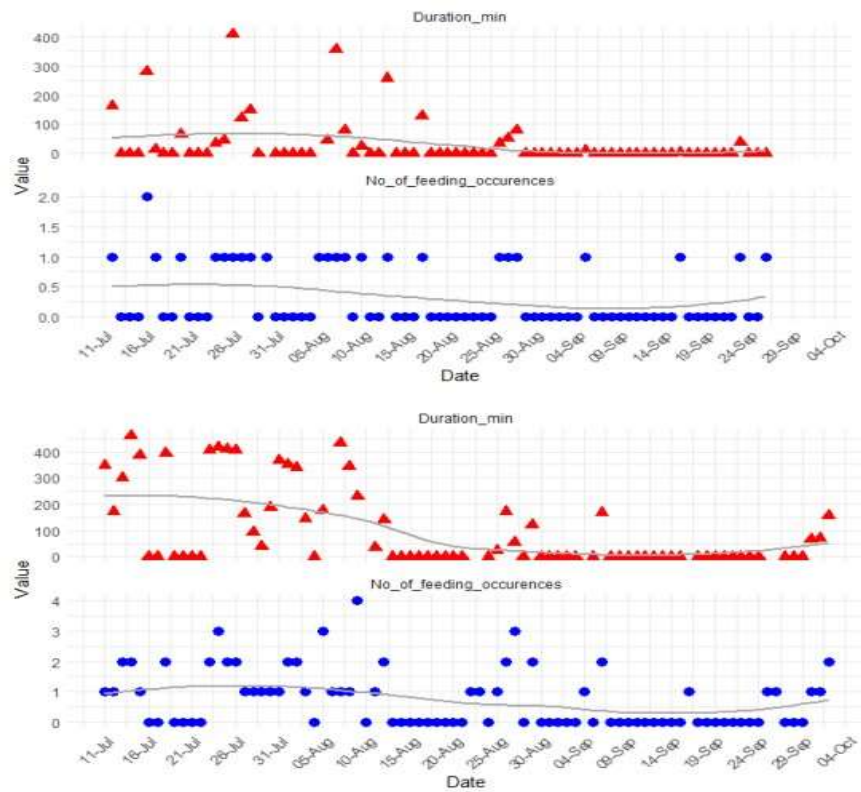 Duration_min
400
300
200
100
0
No_of_feeding_occurences
2.0
1.5
1.0
0.5
0.0
Value
11-Jul 16-Jul 21-Jul 26-Jul 31-Jul 05-Aug 10-Aug 15-Aug 20-Aug 25-Aug 30-Aug 04-Sep 09-Sep 14-Sep 19-Sep 24-Sep 29-Sep 04-Oct
Date
Duration_min
400
300
200
100
0
No_of_feeding_occurences
4
3
2
1
0
Value
11-Jul 16-Jul 21-Jul 26-Jul 31-Jul 05-Aug 10-Aug 15-Aug 20-Aug 25-Aug 30-Aug 04-Sep 09-Sep 14-Sep 19-Sep 24-Sep 29-Sep 04-Oct
Date